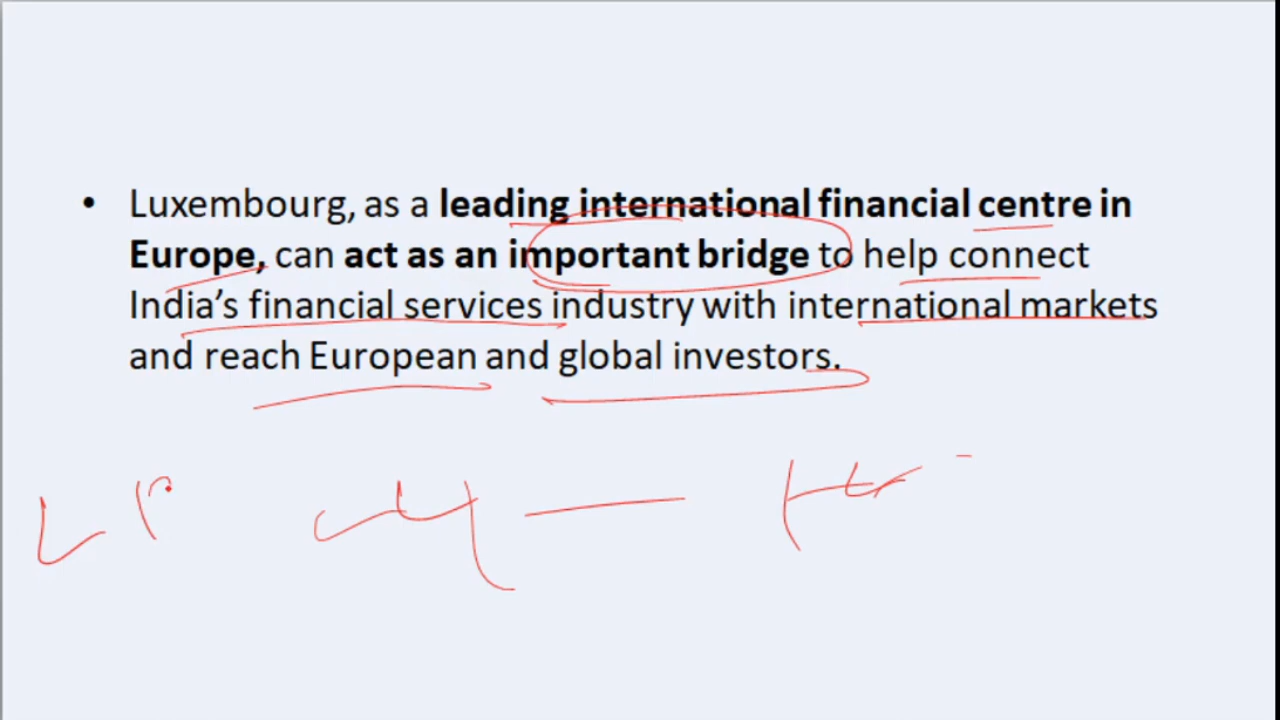 • Luxembourg, as a leading international financial centre in
Europe, can act as an important bridge to help connect
India’s financial services industry with international markets
and reach European and global investors.